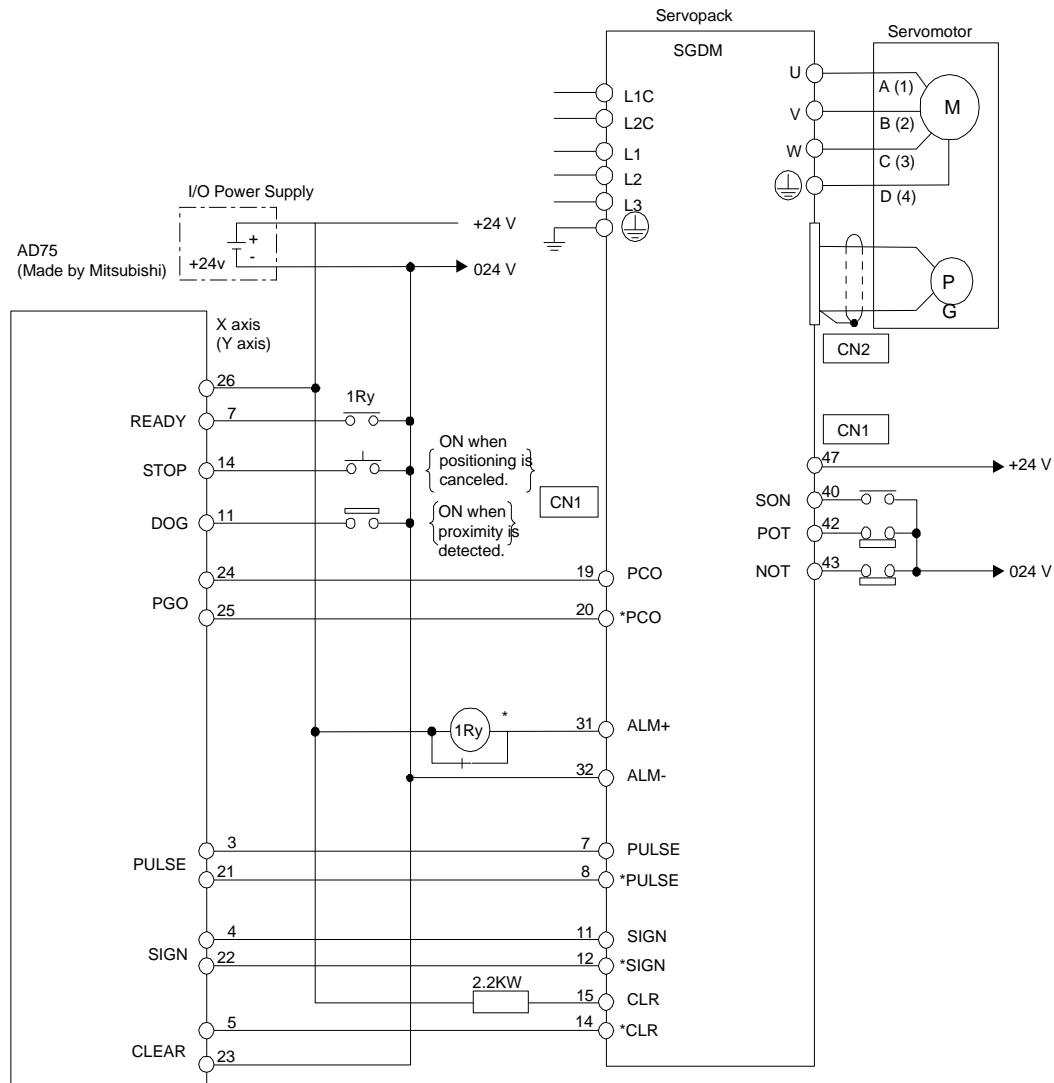 Servopack
Servomotor
SGDM
U
A (1)
M
L1C
V
B (2)
L2C
W
C (3)
L1
D (4)
L2
I/O Power Supply
L3
+24 V
+
-
+24v
024 V
AD75
(Made by Mitsubishi)
P
G
X axis
(Y axis)
CN2
26
1Ry
READY
7
CN1
ON when
positioning is
canceled.
47
+24 V
STOP
14
SON
40
CN1
DOG
11
ON when
proximity is
detected.
POT
42
NOT
43
024 V
24
19
PCO
PGO
25
20
*PCO
1Ry
*
31
ALM+
32
ALM-
3
7
PULSE
PULSE
21
8
*PULSE
4
11
SIGN
SIGN
22
12
*SIGN
2.2KW
15
CLR
5
14
*CLR
CLEAR
23